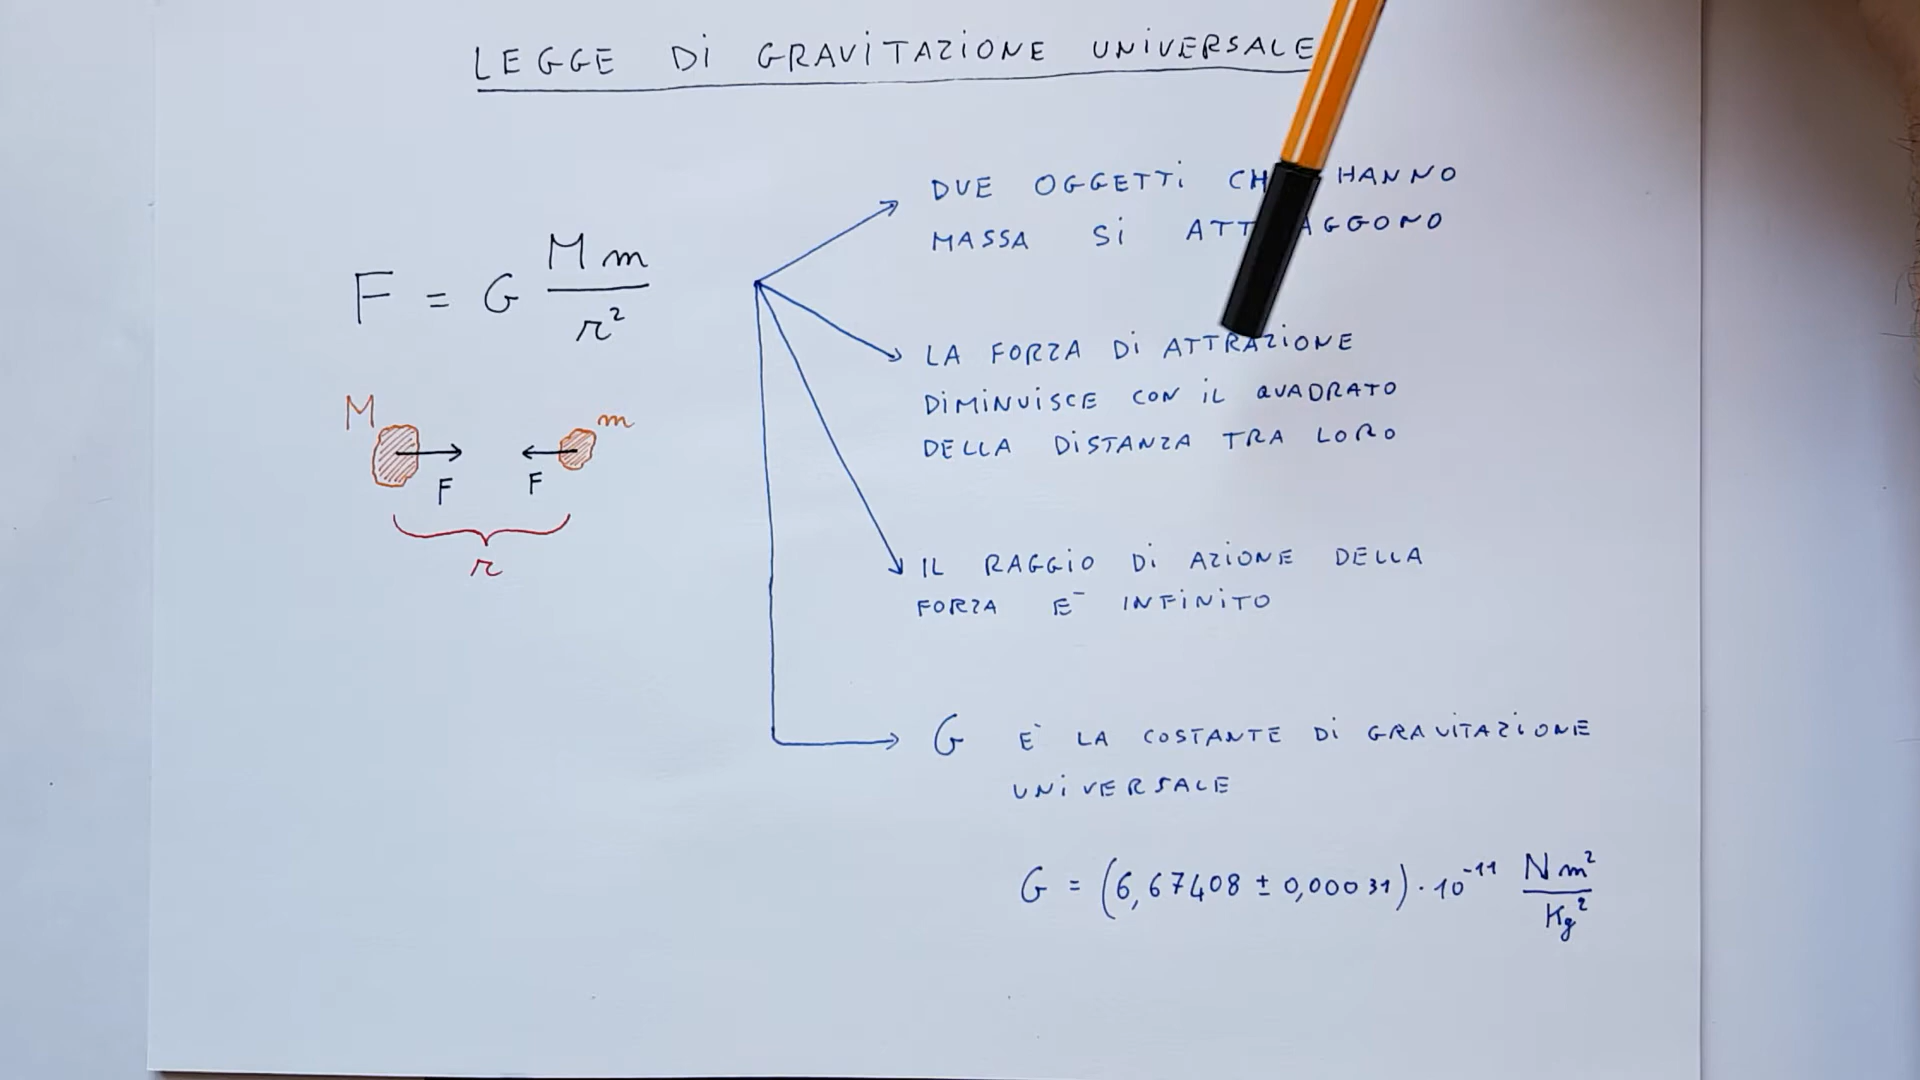 LEGGE Di GRAViTAZiONE UNiVERSALE
F = G M m / r²
M m
F F
r
DUE OGGETTi HANNO
MASSA Si
LA FORZA Di ATTRAZiONE
DiMiNUiSCE CON iL QUADRATO
DELLA DiSTANZA TRA LORO
IL RAGGiO Di AZiONE DELLA
FORZA E¯ INFiNiTO
G E` LA COSTANTE Di GRAViTAZiONE
UNiVERSALE
G = (6,67408 ± 0,00031) · 10⁻¹¹ N m² / Kg²